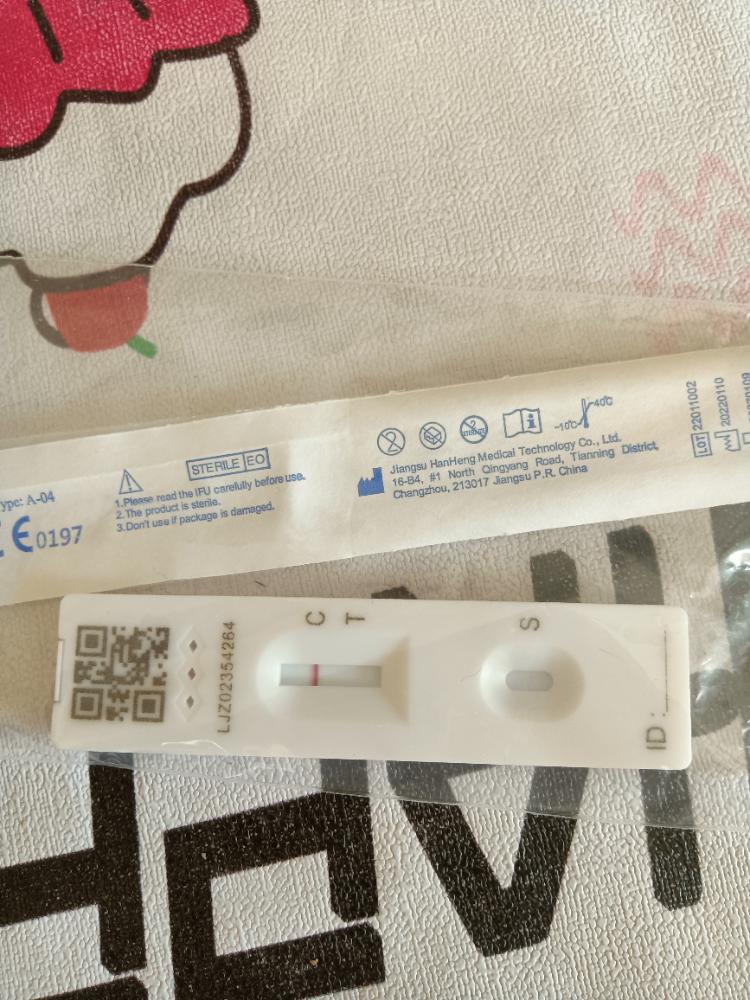 STERILE EO
1.Please read the IFU carefully before use.
2.The product is sterile.
3.Don't use if package is damaged.
ype: A-04
CE 0197
-10℃ 40℃
Jiangsu HanHeng Medical Technology Co., Ltd.
16-B4, #1 North Qingyang Road, Tianning District,
Changzhou, 213017 Jiangsu P.R. China
LOT 22011002
20220110
LJZ02354264
C
T
S
ID: